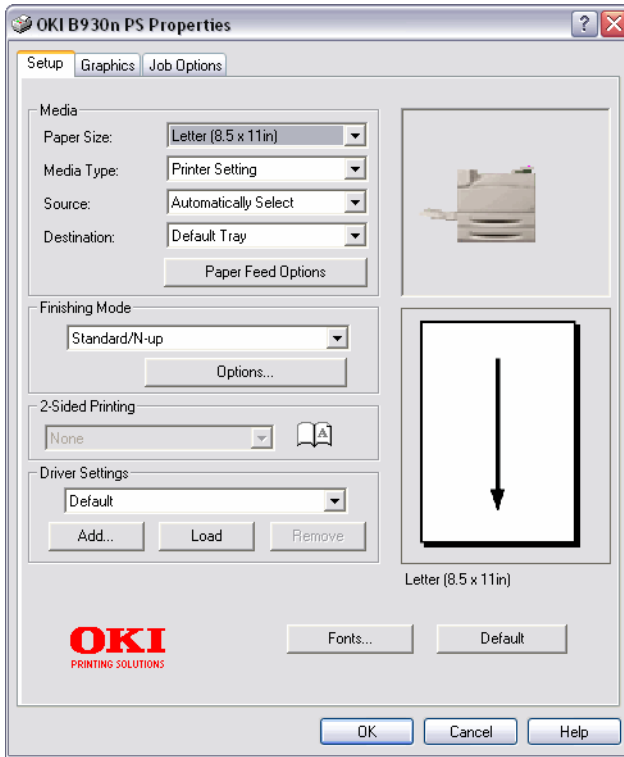 OKI B930n PS Properties
Setup Graphics Job Options
Media
Paper Size: Letter (8.5 x 11in)
Media Type: Printer Setting
Source: Automatically Select
Destination: Default Tray
Paper Feed Options
Finishing Mode
Standard/N-up
Options...
2-Sided Printing
None
A
Driver Settings
Default
Add... Load Remove
Letter (8.5 x 11in)
OKI
PRINTING SOLUTIONS
Fonts... Default
OK Cancel Help